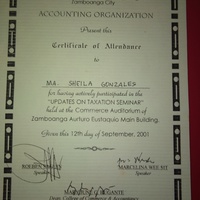 Zamboanga City
ACCOUNTING ORGANIZATION
Present this
Certificate of Attendance
to
MA. SHEILA GONZALES
for having actively participated in the
"UPDATES ON TAXATION SEMINAR"
held at the Commerce Auditorium of
Zamboanga Auturo Eustaquio Main Building.
Given this 12th day of September, 2001
Speaker
Speaker
Dean, College of Commerce & Accountancy